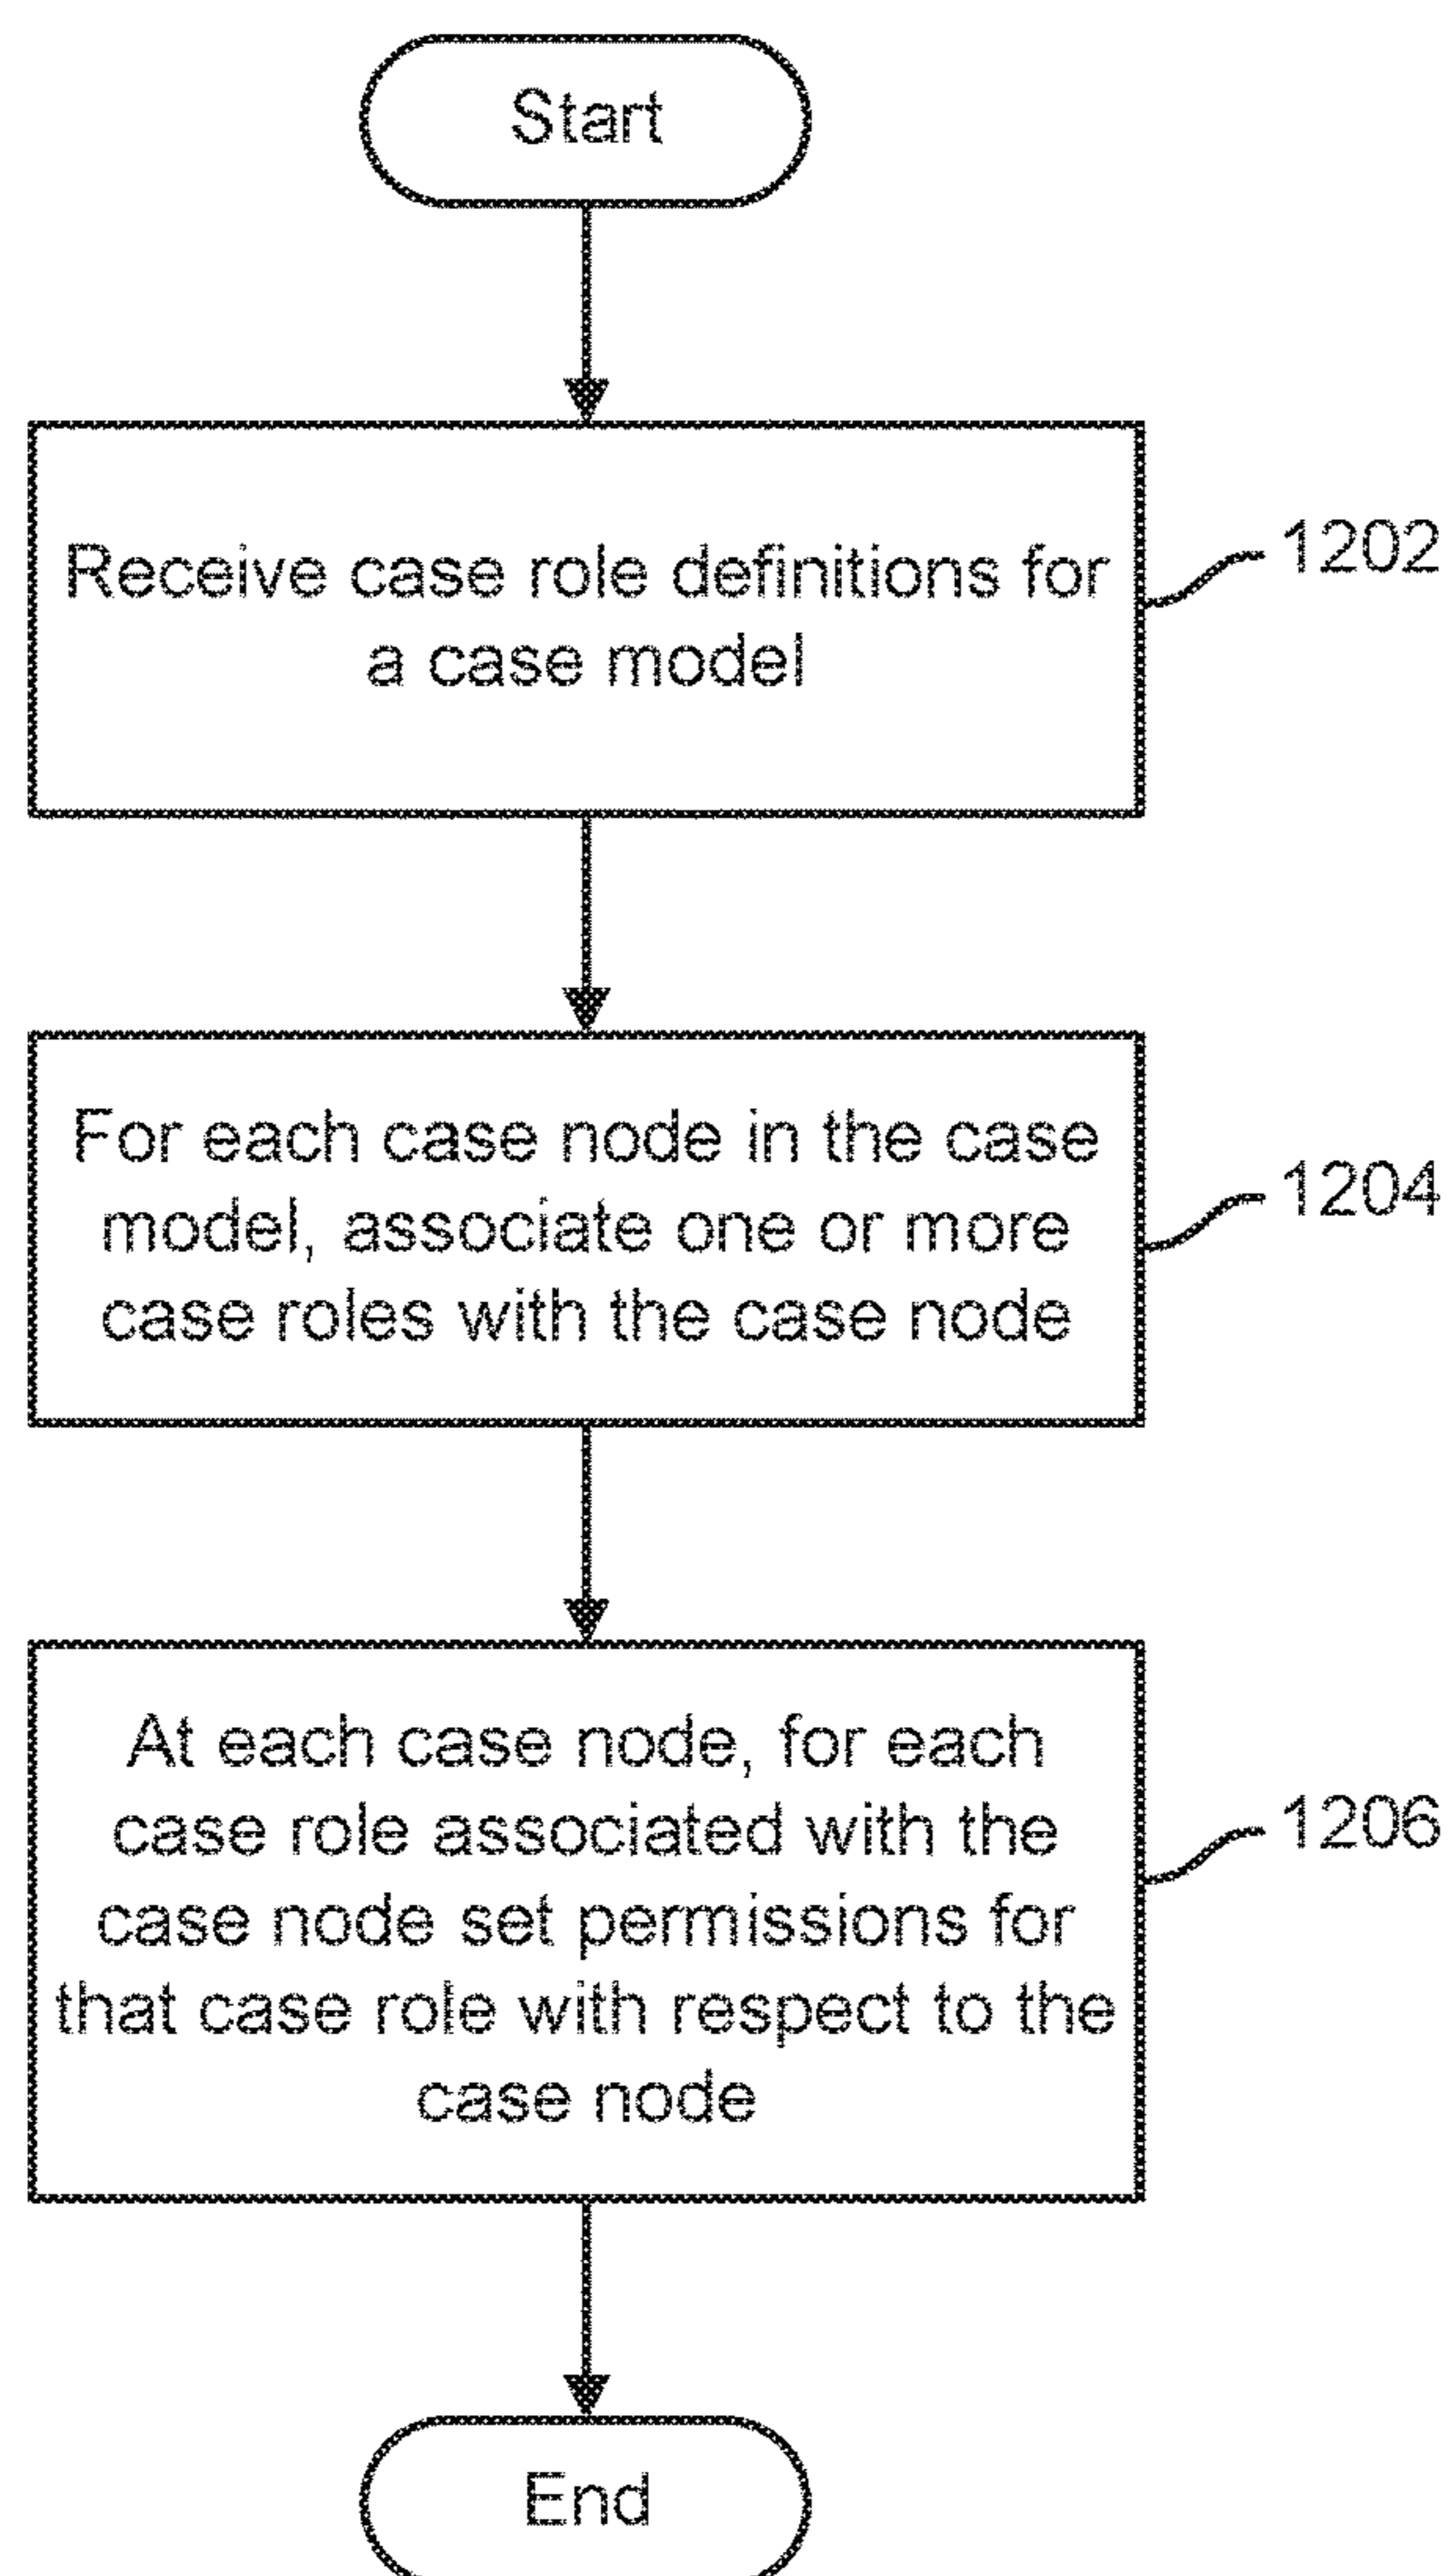 Start
Receive case role definitions for
a case model
1202
For each case node in the case
model, associate one or more
case roles with the case node
1204
At each case node, for each
case role associated with the
case node set permissions for
that case role with respect to the
case node
1206
End